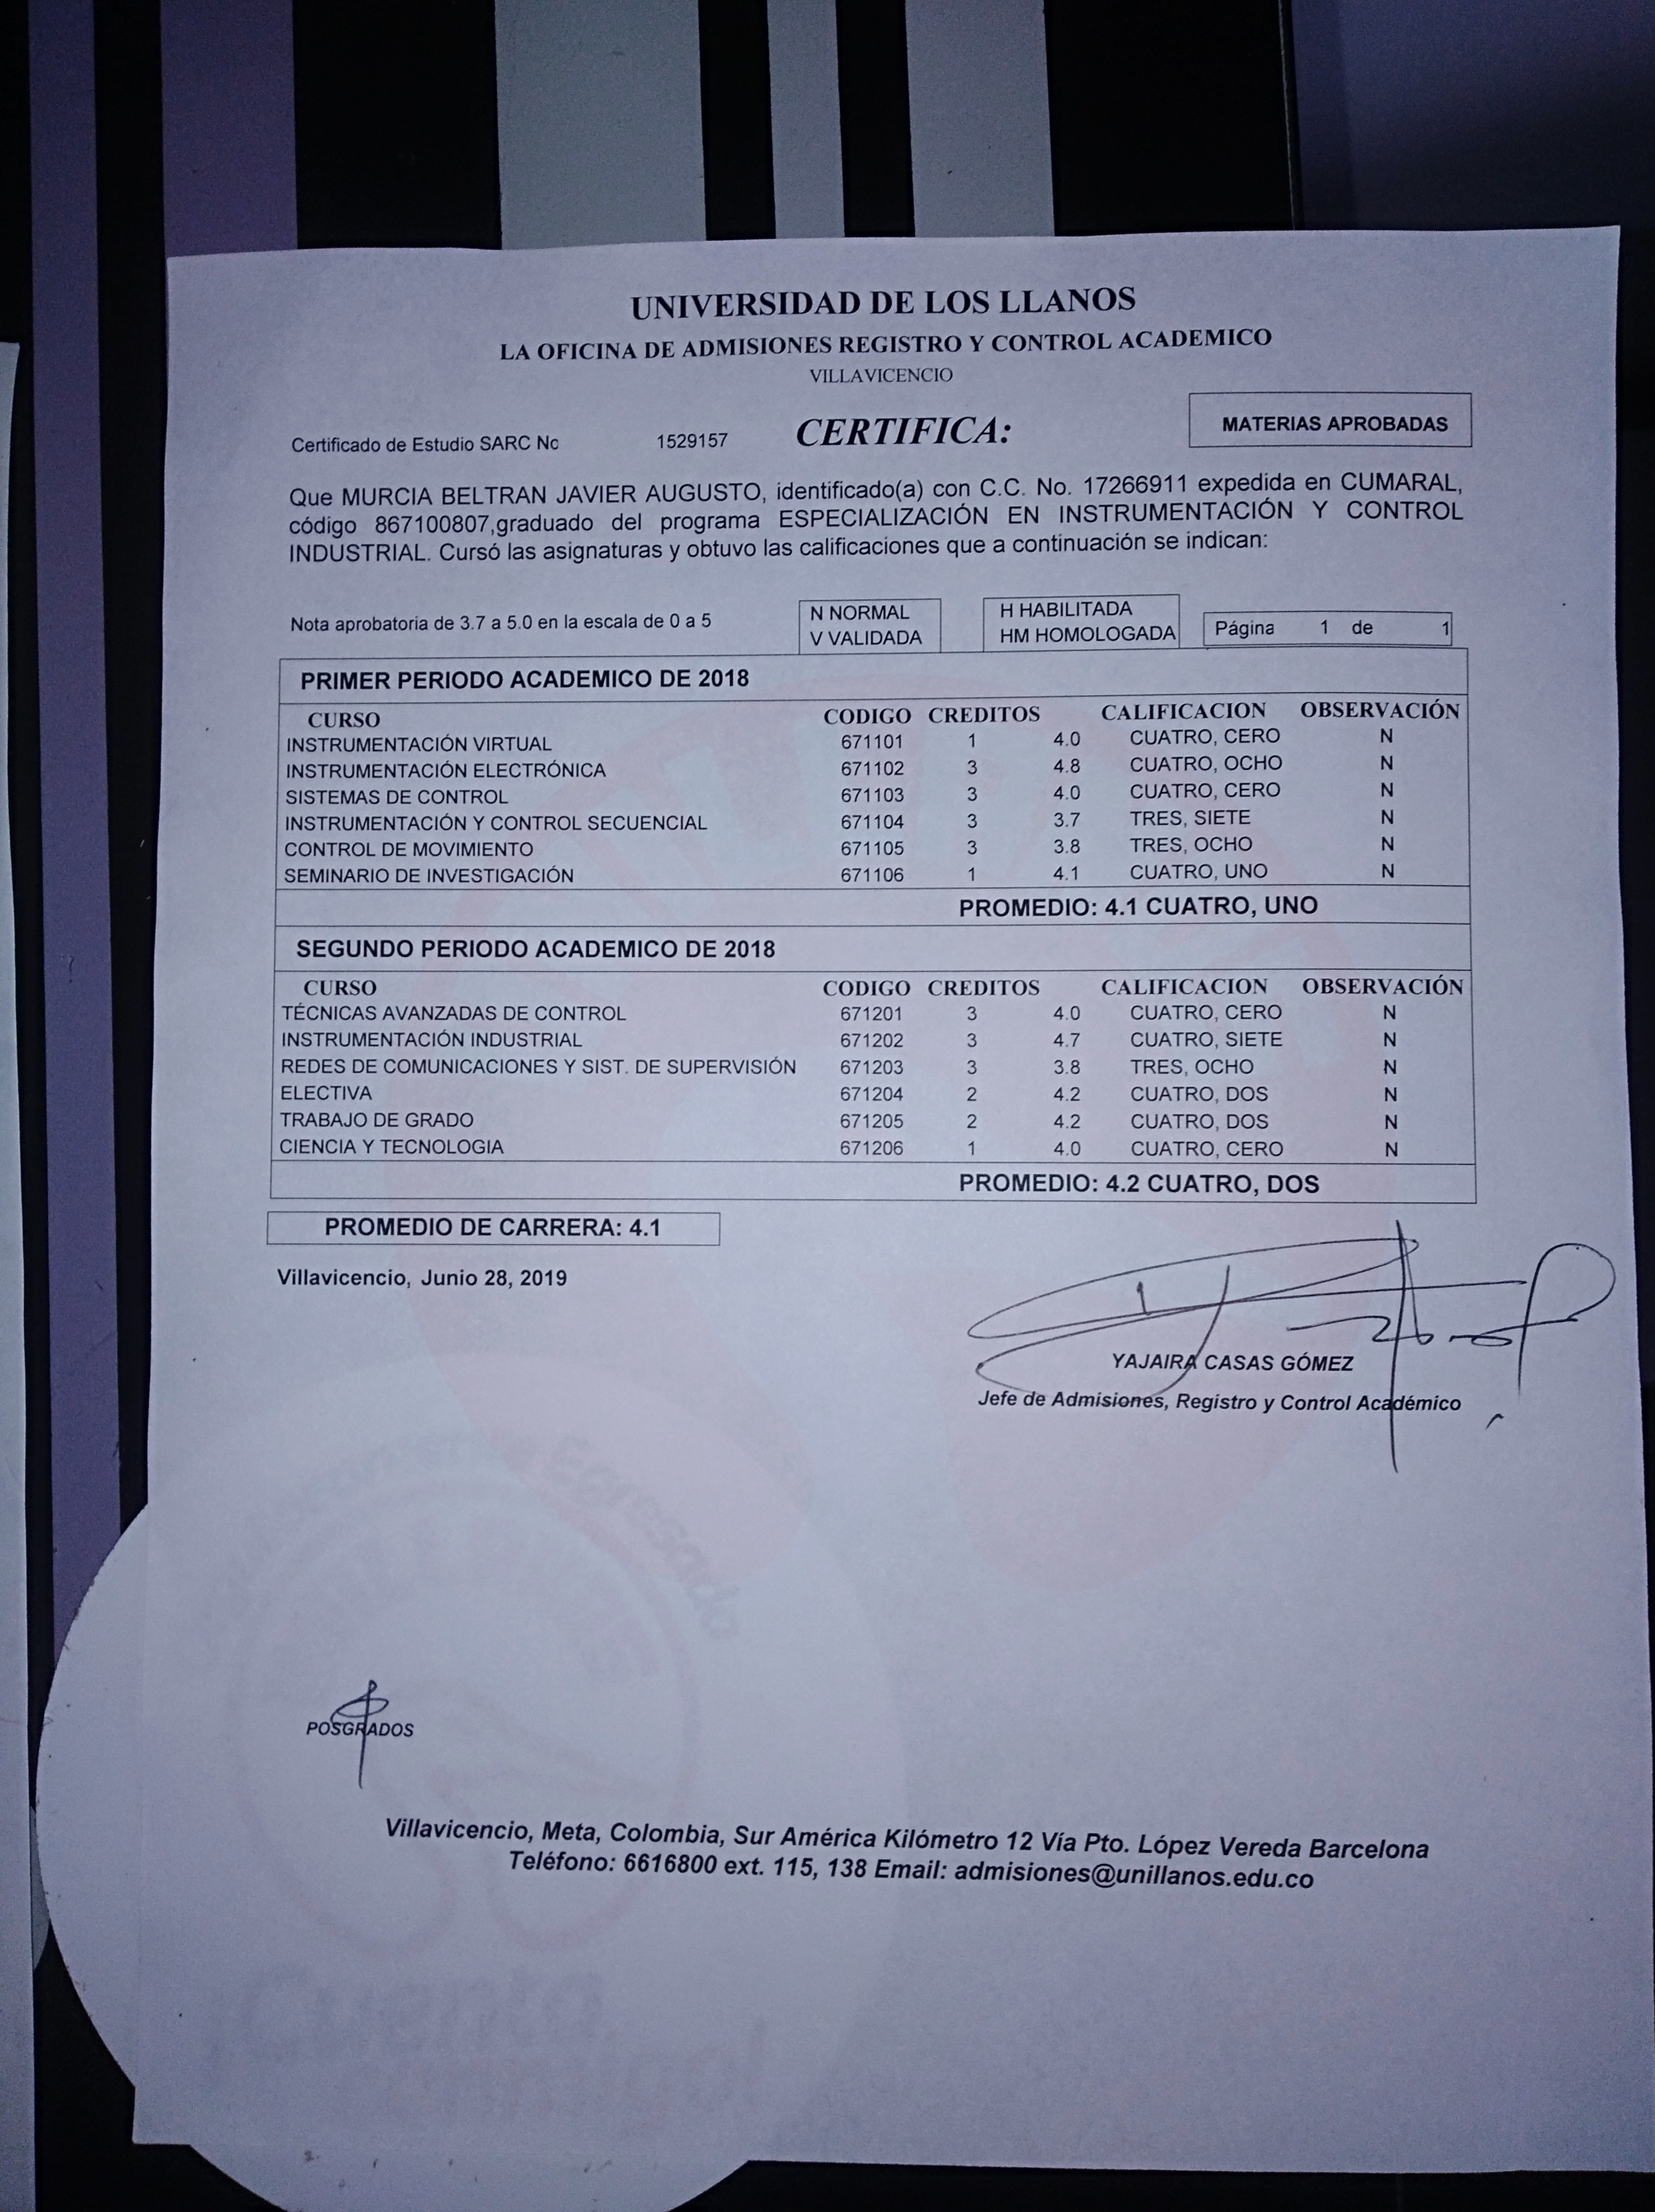 UNIVERSIDAD DE LOS LLANOS
LA OFICINA DE ADMISIONES REGISTRO Y CONTROL ACADEMICO
VILLAVICENCIO
Certificado de Estudio SARC No 1529157 CERTIFICA: MATERIAS APROBADAS
Que MURCIA BELTRAN JAVIER AUGUSTO, identificado(a) con C.C. No. 17266911 expedida en CUMARAL,
código 867100807,graduado del programa ESPECIALIZACIÓN EN INSTRUMENTACIÓN Y CONTROL
INDUSTRIAL. Cursó las asignaturas y obtuvo las calificaciones que a continuación se indican:
Nota aprobatoria de 3.7 a 5.0 en la escala de 0 a 5
N NORMAL
V VALIDADA
H HABILITADA
HM HOMOLOGADA
Página 1 de 1
PRIMER PERIODO ACADEMICO DE 2018
CURSO CODIGO CREDITOS CALIFICACION OBSERVACIÓN
INSTRUMENTACIÓN VIRTUAL 671101 1 4.0 CUATRO, CERO N
INSTRUMENTACIÓN ELECTRÓNICA 671102 3 4.8 CUATRO, OCHO N
SISTEMAS DE CONTROL 671103 3 4.0 CUATRO, CERO N
INSTRUMENTACIÓN Y CONTROL SECUENCIAL 671104 3 3.7 TRES, SIETE N
CONTROL DE MOVIMIENTO 671105 3 3.8 TRES, OCHO N
SEMINARIO DE INVESTIGACIÓN 671106 1 4.1 CUATRO, UNO N
PROMEDIO: 4.1 CUATRO, UNO
SEGUNDO PERIODO ACADEMICO DE 2018
CURSO CODIGO CREDITOS CALIFICACION OBSERVACIÓN
TÉCNICAS AVANZADAS DE CONTROL 671201 3 4.0 CUATRO, CERO N
INSTRUMENTACIÓN INDUSTRIAL 671202 3 4.7 CUATRO, SIETE N
REDES DE COMUNICACIONES Y SIST. DE SUPERVISIÓN 671203 3 3.8 TRES, OCHO N
ELECTIVA 671204 2 4.2 CUATRO, DOS N
TRABAJO DE GRADO 671205 2 4.2 CUATRO, DOS N
CIENCIA Y TECNOLOGIA 671206 1 4.0 CUATRO, CERO N
PROMEDIO: 4.2 CUATRO, DOS
PROMEDIO DE CARRERA: 4.1
Villavicencio, Junio 28, 2019
YAJAIRA CASAS GÓMEZ
Jefe de Admisiones, Registro y Control Académico
Egresado
POSGRADOS
Villavicencio, Meta, Colombia, Sur América Kilómetro 12 Vía Pto. López Vereda Barcelona
Teléfono: 6616800 ext. 115, 138 Email: admisiones@unillanos.edu.co